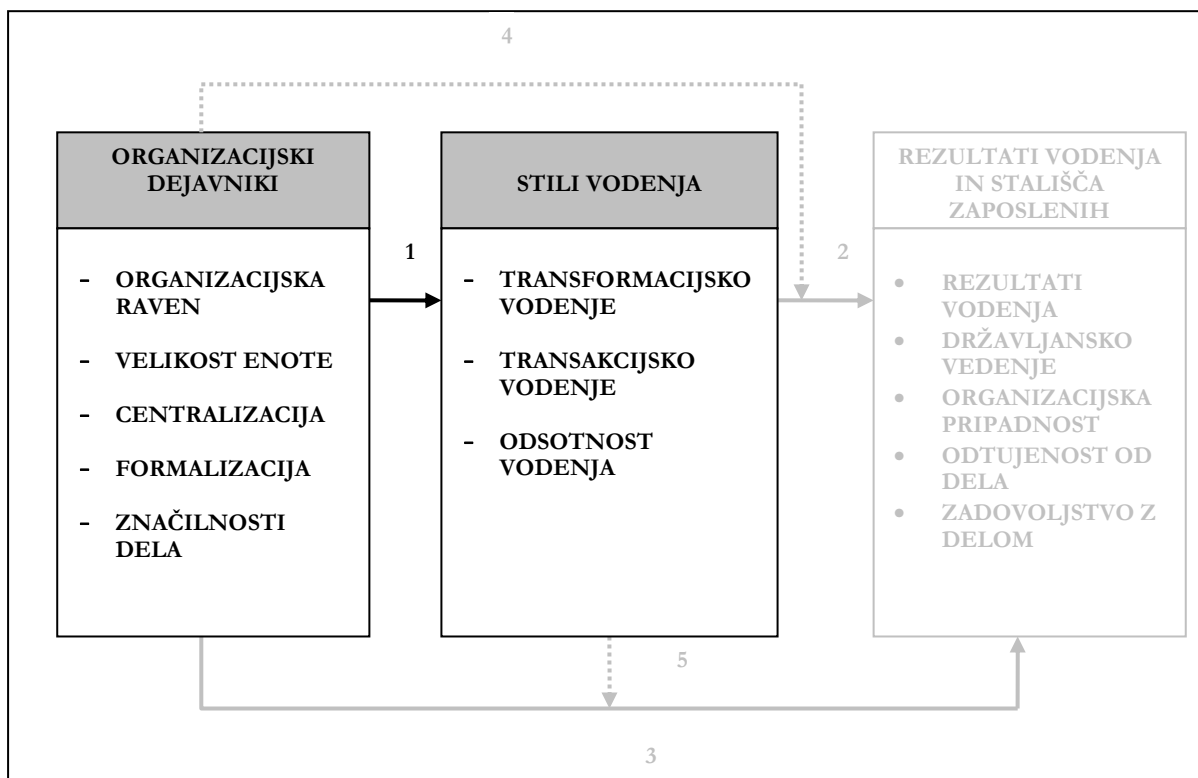 4
ORGANIZACIJSKI
DEJAVNIKI
- ORGANIZACIJSKA
RAVEN
- VELIKOST ENOTE
- CENTRALIZACIJA
- FORMALIZACIJA
- ZNAČILNOSTI
DELA
1
STILI VODENJA
- TRANSFORMACIJSKO
VODENJE
- TRANSAKCIJSKO
VODENJE
- ODSOTNOST
VODENJA
2
REZULTATI VODENJA
IN STALIŠČA
ZAPOSLENIH
• REZULTATI
VODENJA
• DRŽAVLJANSKO
VEDENJE
• ORGANIZACIJSKA
PRIPADNOST
• ODTUJENOST OD
DELA
• ZADOVOLJSTVO Z
DELOM
5
3